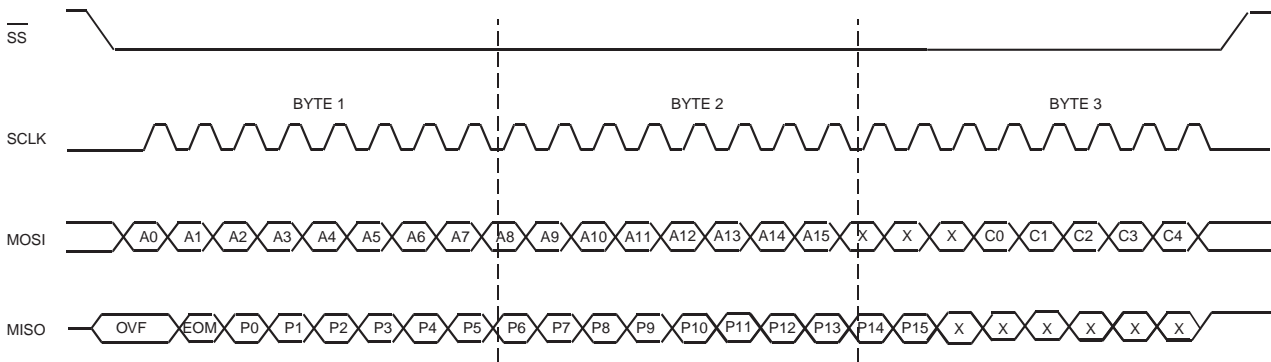 SS
BYTE 1 BYTE 2 BYTE 3
SCLK
MOSI A0 A1 A2 A3 A4 A5 A6 A7 A8 A9 A10 A11 A12 A13 A14 A15 X X X C0 C1 C2 C3 C4
MISO OVF EOM P0 P1 P2 P3 P4 P5 P6 P7 P8 P9 P10 P11 P12 P13 P14 P15 X X X X X X